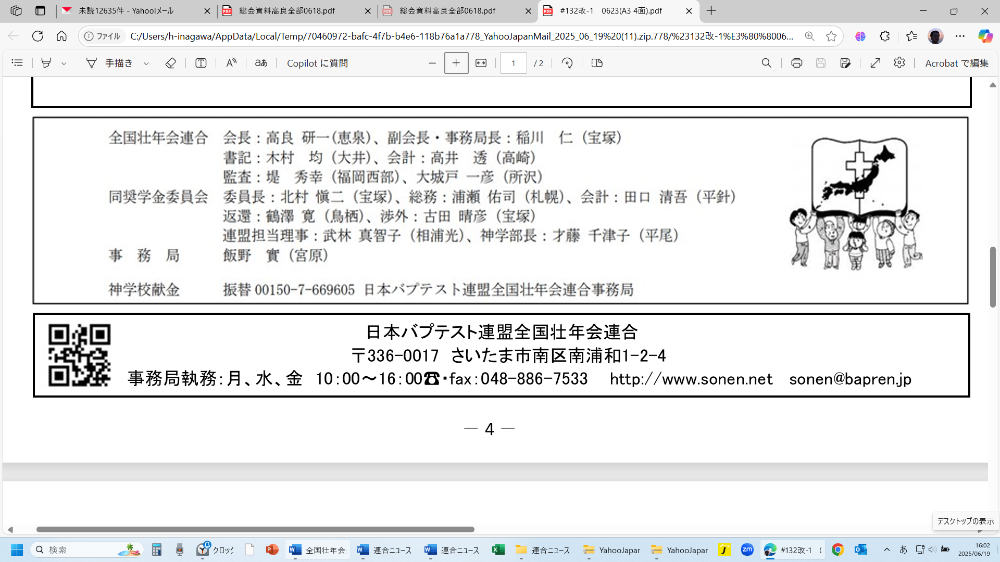 未読12635件 - Yahoo!メール
総会資料高良全部0618.pdf
総会資料高良全部0618.pdf
#132改-1　0623(A3 4面).pdf
ファイル
C:/Users/h-inagawa/AppData/Local/Temp/70460972-bafc-4f7b-b4e6-118b76a1a778_YahooJapanMail_2025_06_19%20(11).zip.778/%23132改-1%E3%80%8006...
手描き
Copilot に質問
1
/ 2
Acrobat で編集
全国壮年会連合　会長：高良 研一（恵泉）、副会長・事務局長：稲川　仁（宝塚）
書記：木村　均（大井）、会計：高井　透（高崎）
監査：堤　秀幸（福岡西部）、大城戸 一彦（所沢）
同奨学金委員会　委員長：北村 愼二（宝塚）、総務：浦瀬 佑司（札幌）、会計：田口 清吾（平針）
返還：鶴澤 寛（鳥栖）、渉外：古田 晴彦（宝塚）
連盟担当理事：武林 真智子（相浦光）、神学部長：才藤 千津子（平尾）
事　務　局　飯野　實（宮原）
神学校献金　振替 00150-7-669605 日本バプテスト連盟全国壮年会連合事務局
日本バプテスト連盟全国壮年会連合
〒336-0017　さいたま市南区南浦和1-2-4
事務局執務：月、水、金　10：00～16：00☎・fax：048-886-7533　http://www.sonen.net　sonen@bapren.jp
― 4 ―
デスクトップの表示
検索
クロック
全国壮年会:
連合ニュース
連合ニュース
連合ニュース
YahooJapar
YahooJapar
#132改-1
あ
16:02
2025/06/19